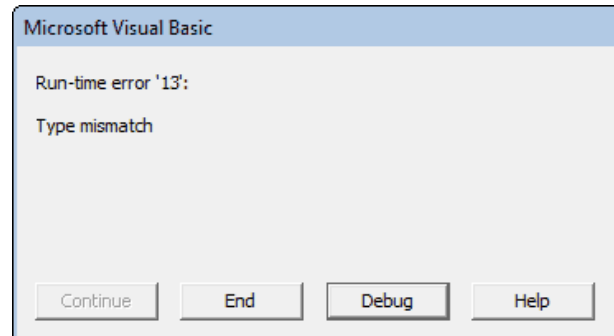 Microsoft Visual Basic
Run-time error '13':
Type mismatch
Continue End Debug Help